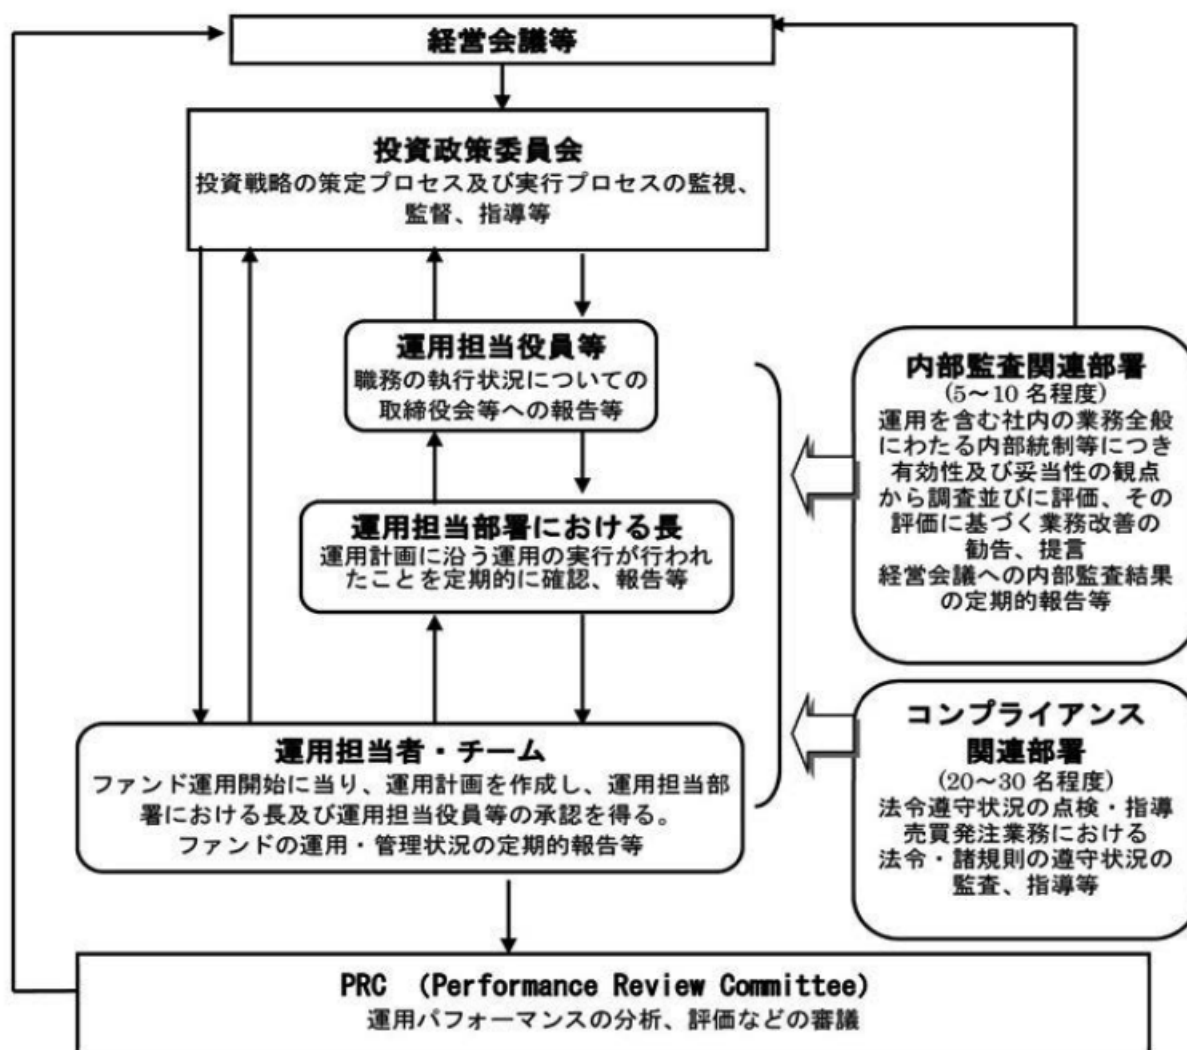 経営会議等
投資政策委員会
投資戦略の策定プロセス及び実行プロセスの監視、
監督、指導等
運用担当役員等
職務の執行状況についての
取締役会等への報告等
運用担当部署における長
運用計画に沿う運用の実行が行われ
たことを定期的に確認、報告等
運用担当者・チーム
ファンド運用開始に当り、運用計画を作成し、運用担当部
署における長及び運用担当役員等の承認を得る。
ファンドの運用・管理状況の定期的報告等
内部監査関連部署
(5～10 名程度)
運用を含む社内の業務全般
にわたる内部統制等につき
有効性及び妥当性の観点
から調査並びに評価、その
評価に基づく業務改善の
勧告、提言
経営会議への内部監査結果
の定期的報告等
コンプライアンス
関連部署
(20～30 名程度)
法令遵守状況の点検・指導
売買発注業務における
法令・諸規則の遵守状況の
監査、指導等
PRC （Performance Review Committee）
運用パフォーマンスの分析、評価などの審議